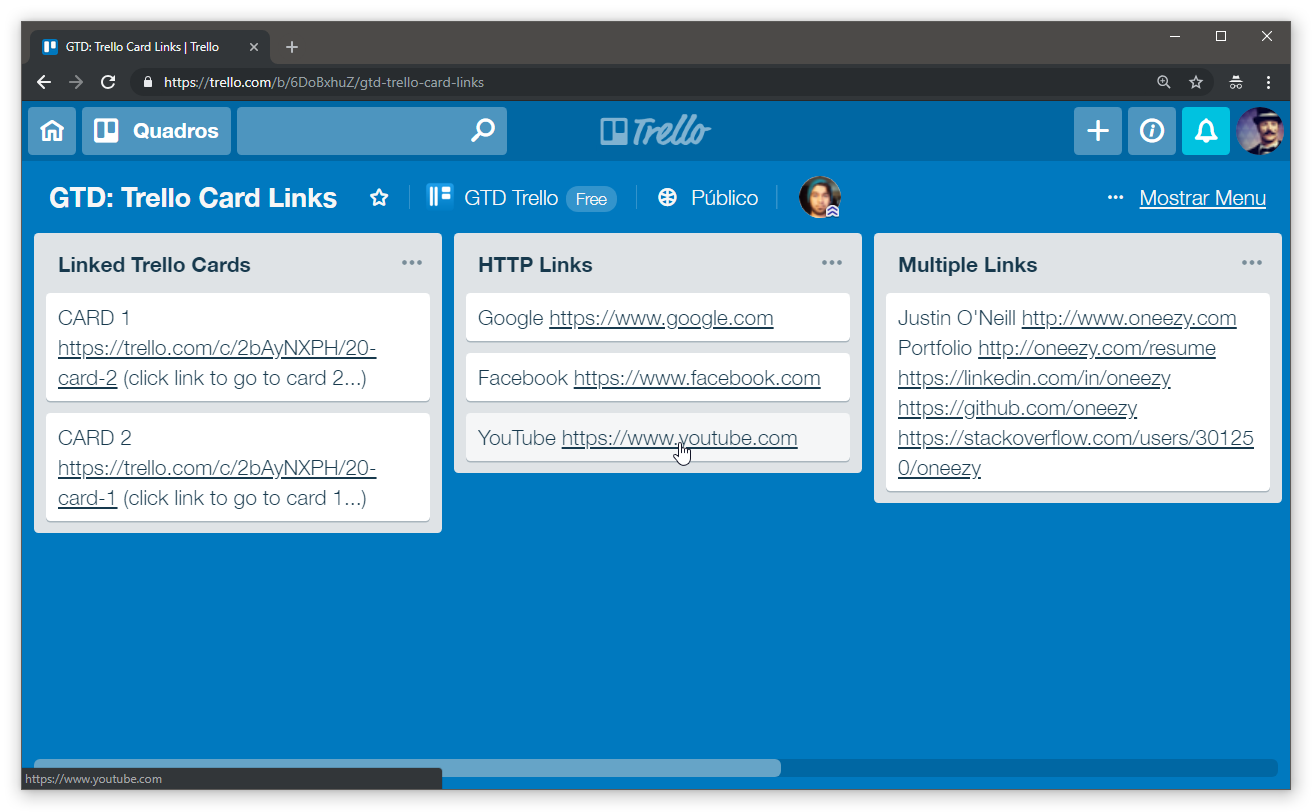 GTD: Trello Card Links | Trello
https://trello.com/b/6DoBxhuZ/gtd-trello-card-links
Quadros
Trello
GTD: Trello Card Links
GTD Trello Free
Público
Mostrar Menu
Linked Trello Cards
CARD 1
https://trello.com/c/2bAyNXPH/20-
card-2 (click link to go to card 2...)
CARD 2
https://trello.com/c/2bAyNXPH/20-
card-1 (click link to go to card 1...)
HTTP Links
Google https://www.google.com
Facebook https://www.facebook.com
YouTube https://www.youtube.com
Multiple Links
Justin O'Neill http://www.oneezy.com
Portfolio http://oneezy.com/resume
https://linkedin.com/in/oneezy
https://github.com/oneezy
https://stackoverflow.com/users/30125
0/oneezy
https://www.youtube.com